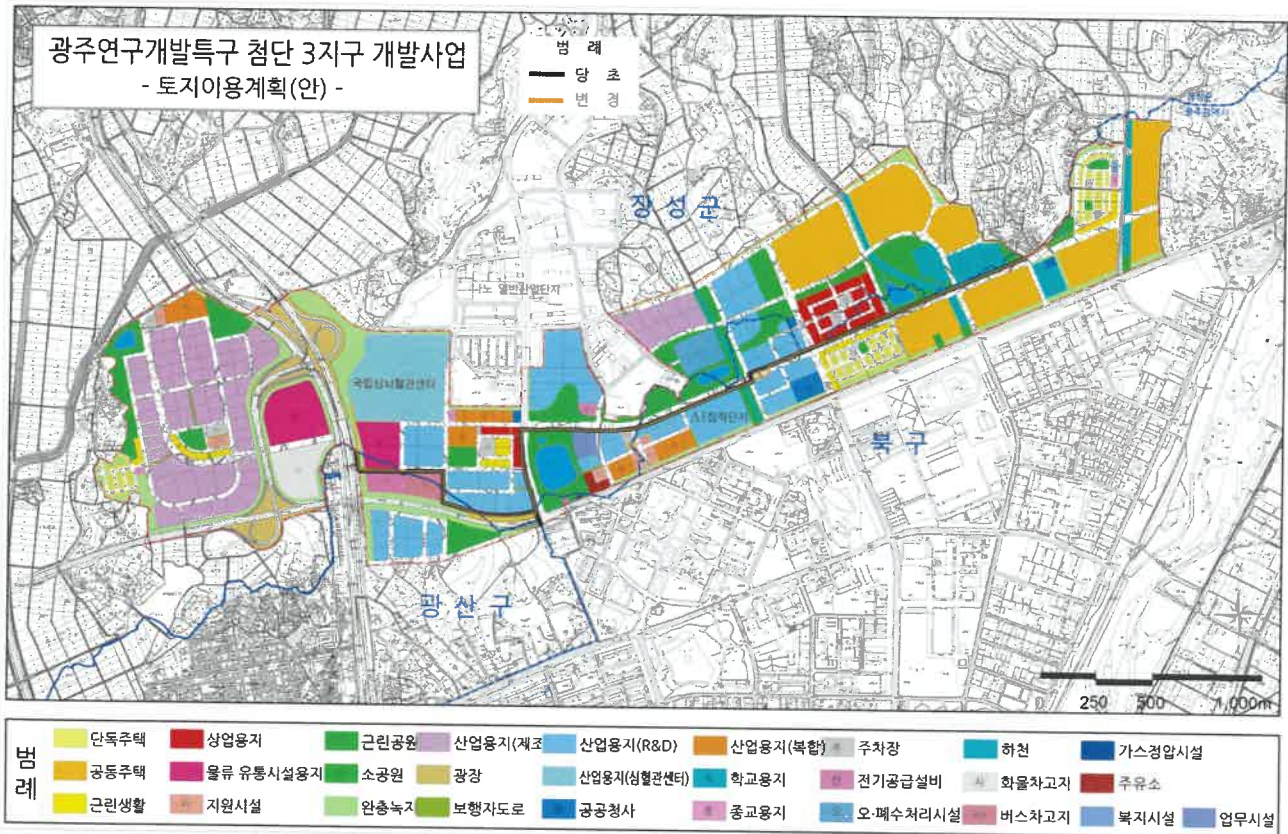 광주연구개발특구 첨단 3지구 개발사업
- 토지이용계획(안) -
범 례
당 초
변 경
장성군
나노 일반산업단지
국립심뇌혈관센터
AI집적단지
북구
광산구
250 500 1,000m
범례
단독주택 상업용지 근린공원 산업용지(제조 산업용지(R&D) 산업용지(복합) 주차장 하천 가스정압시설
공동주택 물류 유통시설용지 소공원 광장 산업용지(심혈관센터) 학교용지 전기공급설비 화물차고지 주유소
근린생활 지원시설 완충녹지 보행자도로 공공청사 종교용지 오·폐수처리시설 버스차고지 복지시설 업무시설